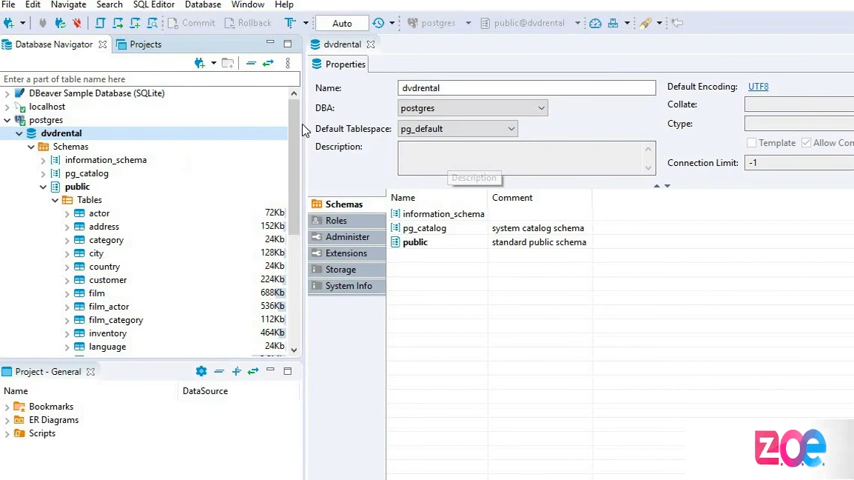 File Edit Navigate Search SQL Editor Database Window Help
Commit Rollback Auto postgres public@dvdrental
Database Navigator Projects
dvdrental
Properties
Enter a part of table name here
DBeaver Sample Database (SQLite)
localhost
postgres
dvdrental
Schemas
information_schema
pg_catalog
public
Tables
actor 72Kb
address 152Kb
category 24Kb
city 128Kb
country 24Kb
customer 224Kb
film 688Kb
film_actor 536Kb
film_category 112Kb
inventory 464Kb
language 24Kb
Name: dvdrental
DBA: postgres
Default Tablespace: pg_default
Description:
Description
Default Encoding: UTF8
Collate:
Ctype:
Template Allow Con
Connection Limit: -1
Schemas
Roles
Administer
Extensions
Storage
System Info
Name Comment
information_schema
pg_catalog system catalog schema
public standard public schema
Project - General
Name DataSource
Bookmarks
ER Diagrams
Scripts
z.o.e